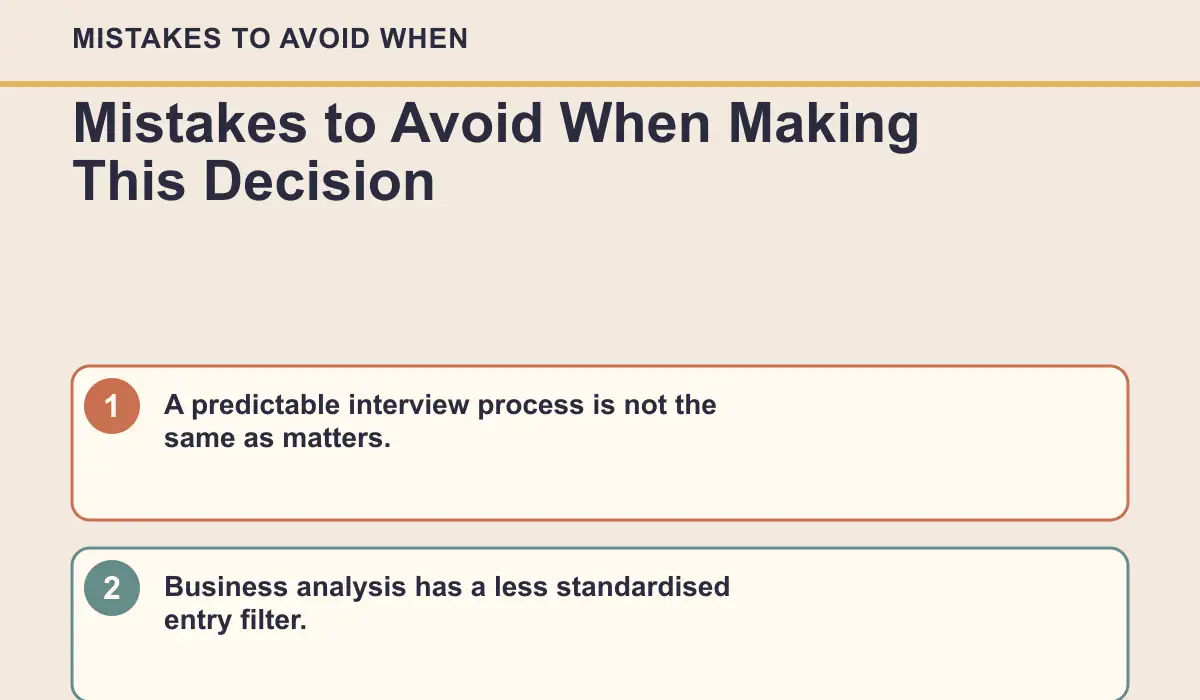 MISTAKES TO AVOID WHEN
Mistakes to Avoid When Making
This Decision
1
A predictable interview process is not the
same as matters.
2
Business analysis has a less standardised
entry filter.